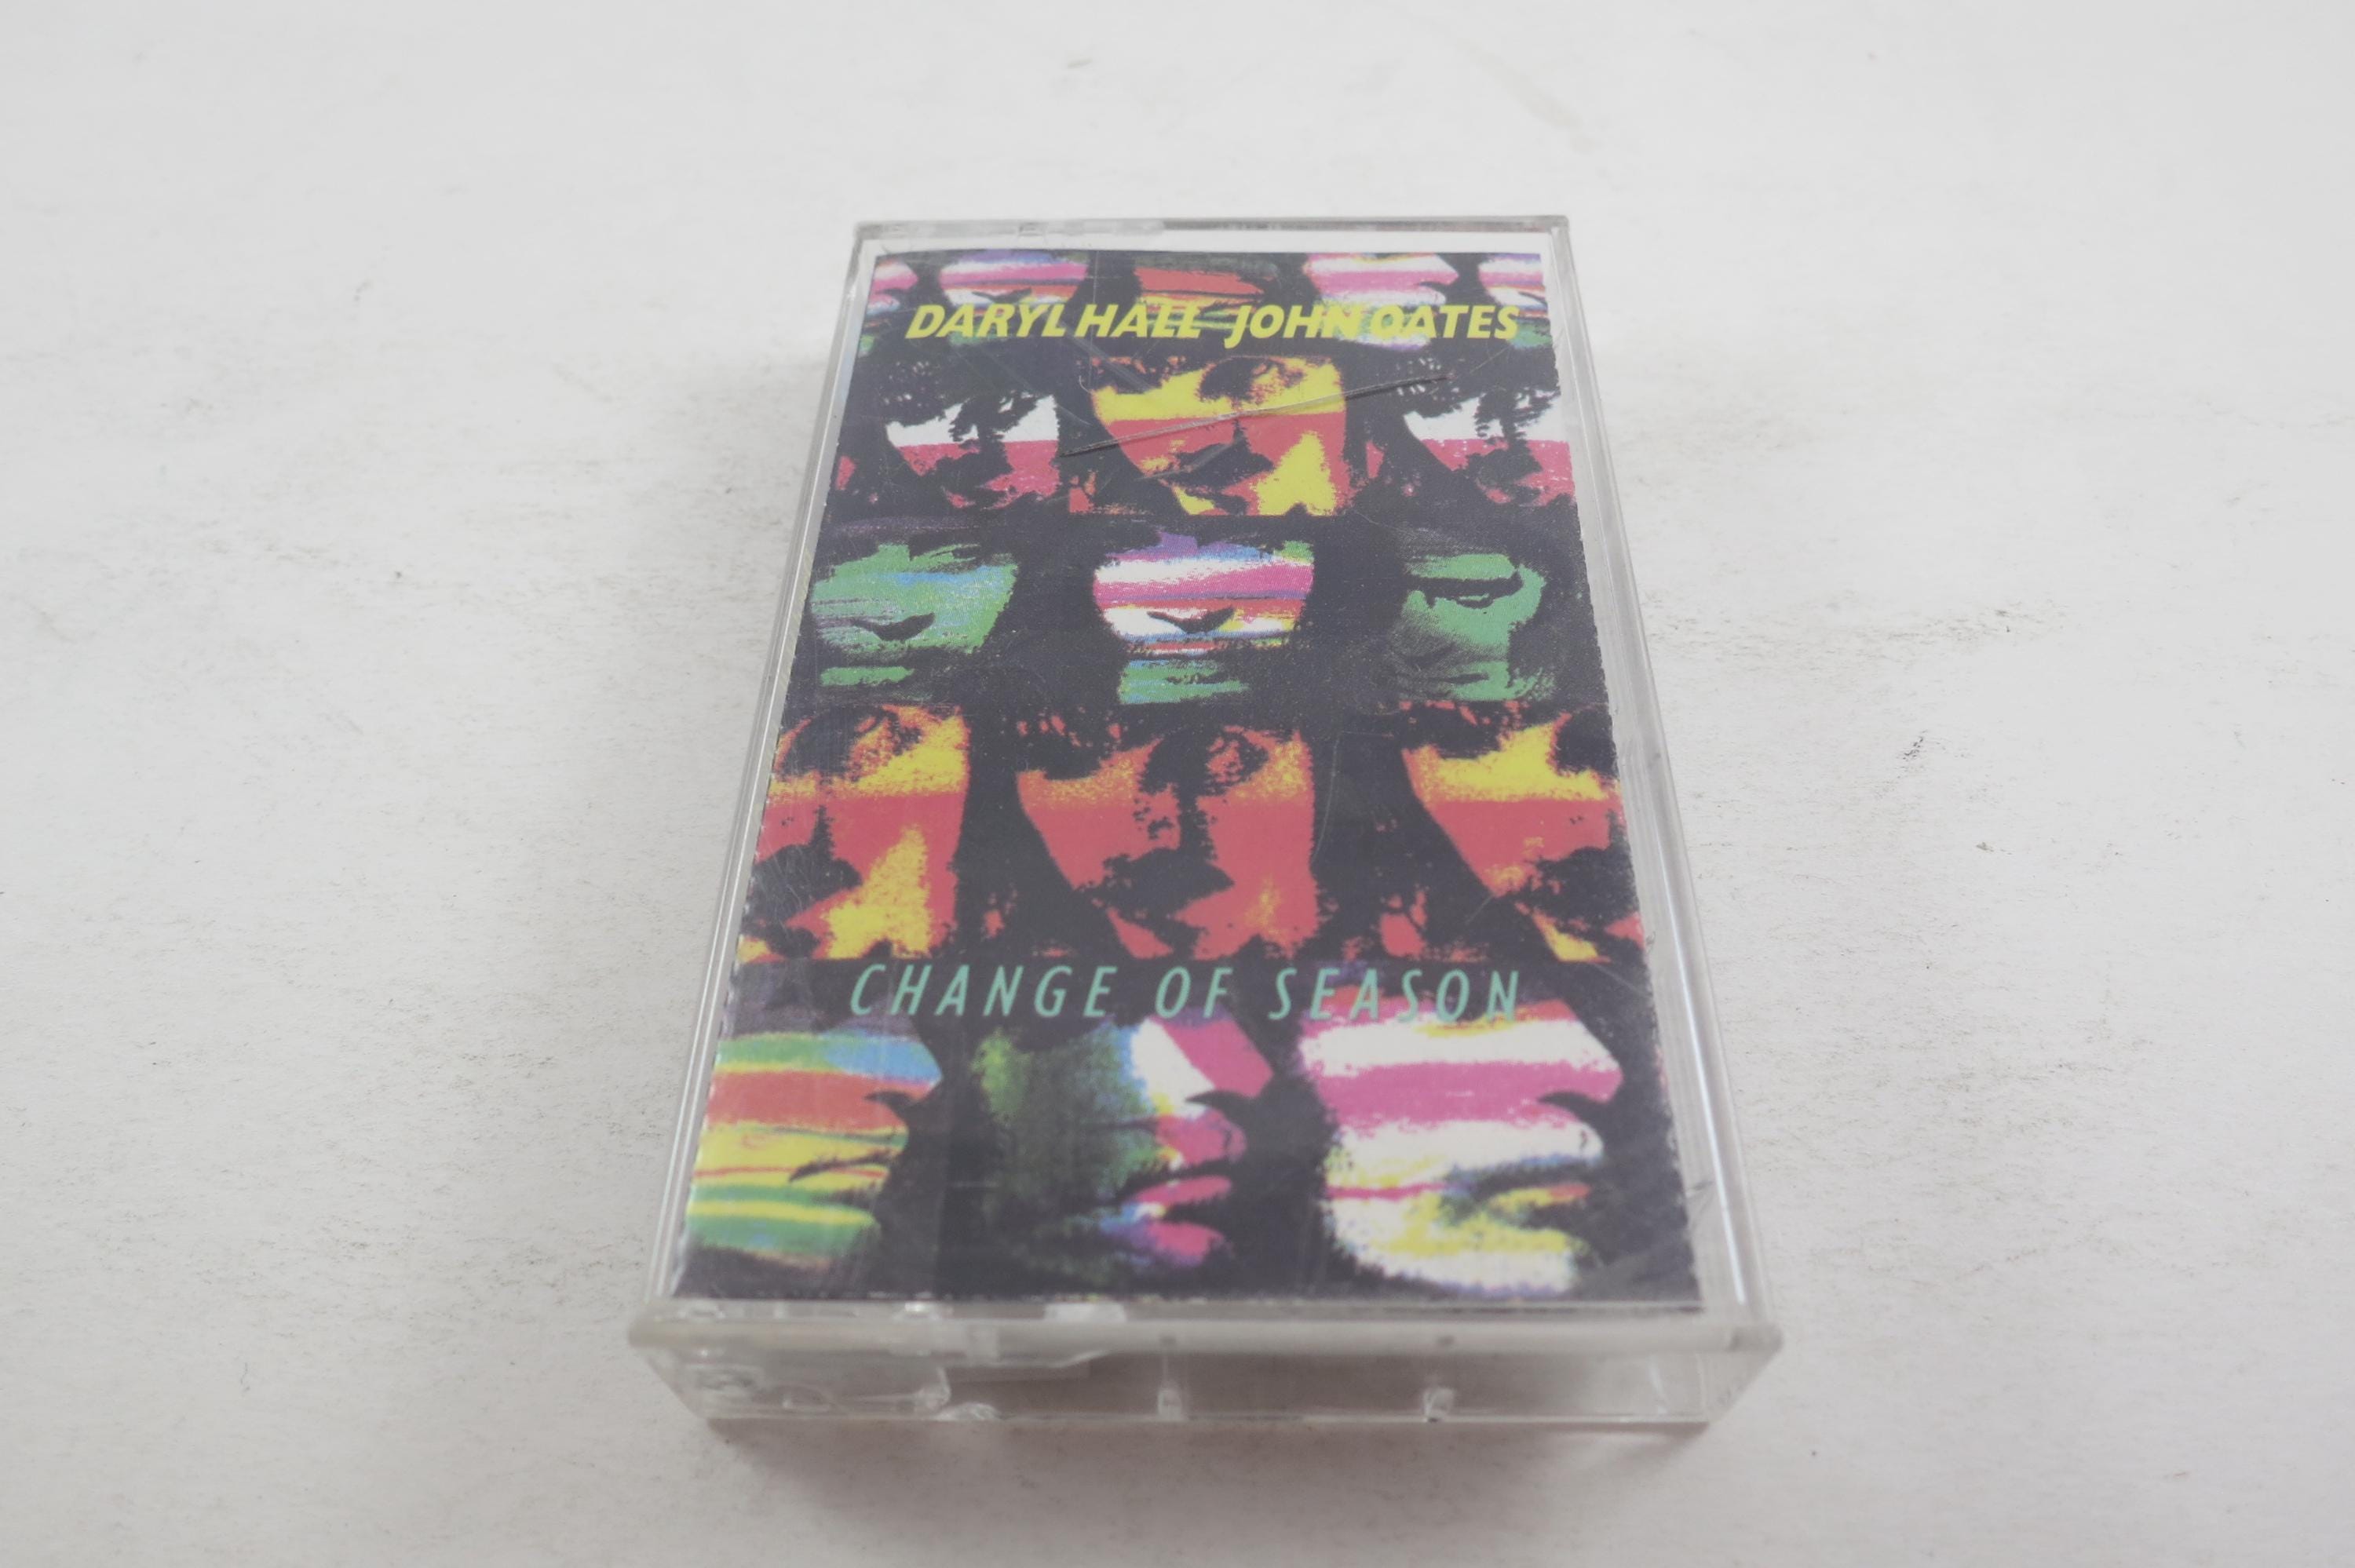 DARYL HALL JOHN OATES
CHANGE OF SEASON